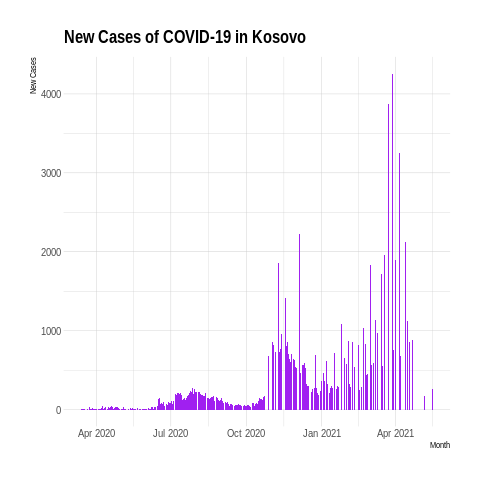 New Cases of COVID-19 in Kosovo
New Cases
4000
3000
2000
1000
0
Apr 2020
Jul 2020
Oct 2020
Jan 2021
Apr 2021
Month